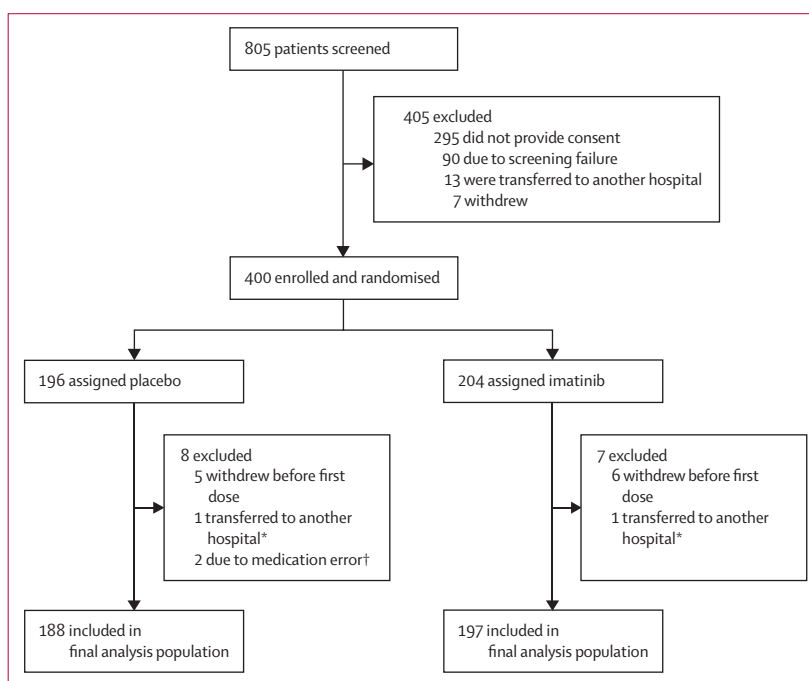 805 patients screened
405 excluded
295 did not provide consent
90 due to screening failure
13 were transferred to another hospital
7 withdrew
400 enrolled and randomised
196 assigned placebo
204 assigned imatinib
8 excluded
5 withdrew before first
dose
1 transferred to another
hospital*
2 due to medication error†
7 excluded
6 withdrew before first
dose
1 transferred to another
hospital*
188 included in
final analysis population
197 included in
final analysis population